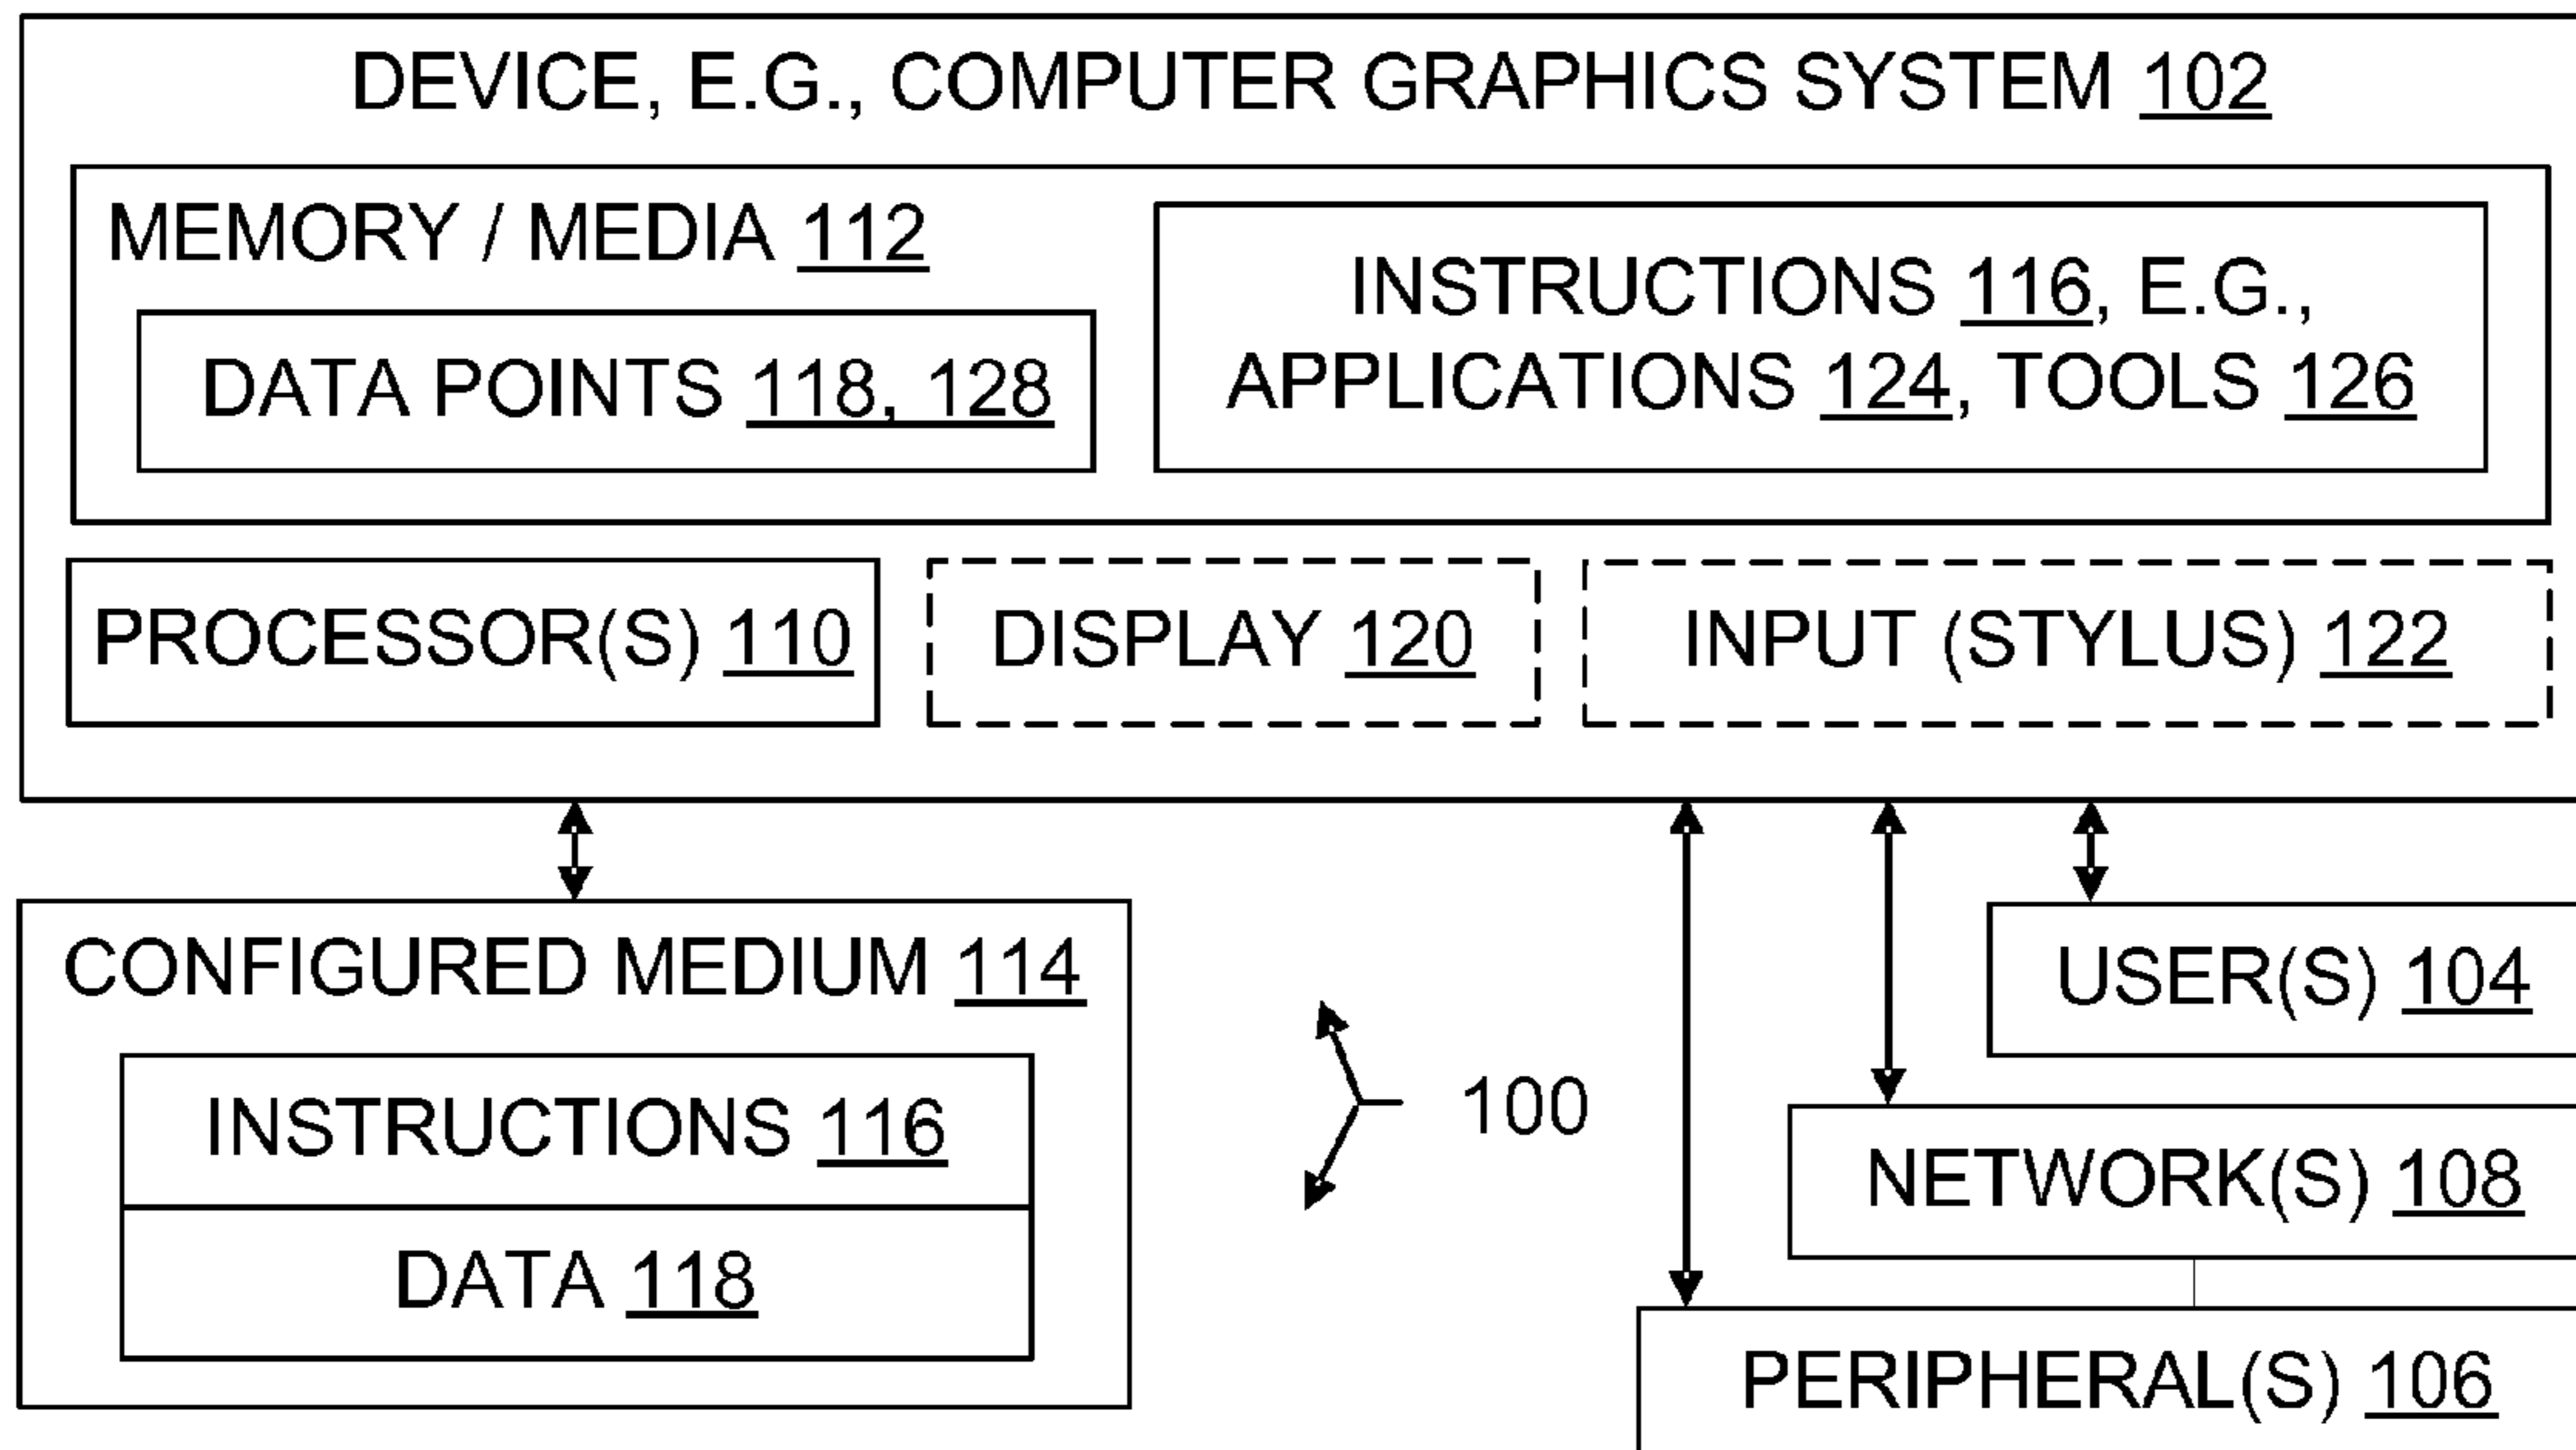 DEVICE, E.G., COMPUTER GRAPHICS SYSTEM 102
MEMORY / MEDIA 112
DATA POINTS 118, 128
INSTRUCTIONS 116, E.G.,
APPLICATIONS 124, TOOLS 126
PROCESSOR(S) 110
DISPLAY 120
INPUT (STYLUS) 122
CONFIGURED MEDIUM 114
INSTRUCTIONS 116
DATA 118
100
USER(S) 104
NETWORK(S) 108
PERIPHERAL(S) 106